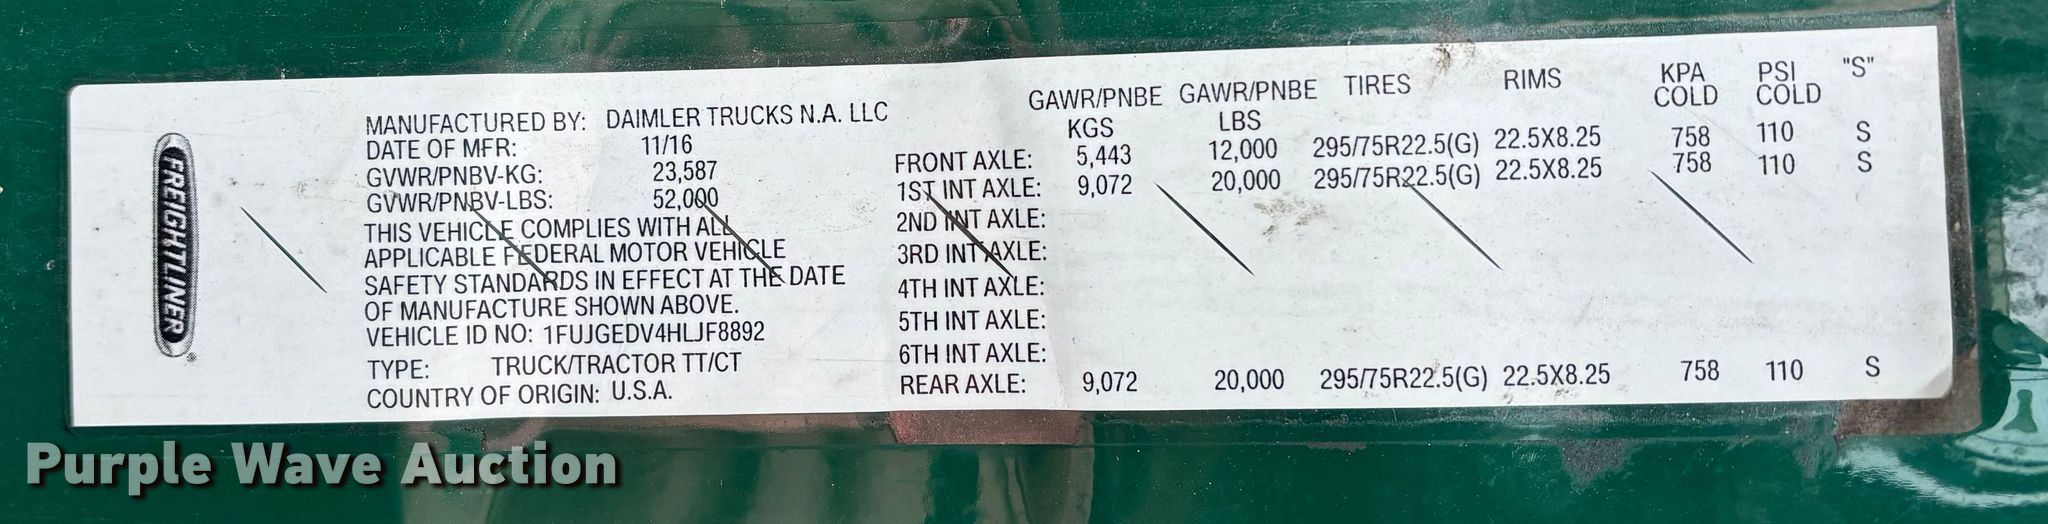 FREIGHTLINER
MANUFACTURED BY: DAIMLER TRUCKS N.A. LLC
DATE OF MFR: 11/16
GVWR/PNBV-KG: 23,587
GVWR/PNBV-LBS: 52,000
THIS VEHICLE COMPLIES WITH ALL
APPLICABLE FEDERAL MOTOR VEHICLE
SAFETY STANDARDS IN EFFECT AT THE DATE
OF MANUFACTURE SHOWN ABOVE.
VEHICLE ID NO: 1FUJGEDV4HLJF8892
TYPE: TRUCK/TRACTOR TT/CT
COUNTRY OF ORIGIN: U.S.A.
GAWR/PNBE GAWR/PNBE TIRES RIMS KPA PSI "S"
KGS LBS COLD COLD
FRONT AXLE: 5,443 12,000 295/75R22.5(G) 22.5X8.25 758 110 S
1ST INT AXLE: 9,072 20,000 295/75R22.5(G) 22.5X8.25 758 110 S
2ND INT AXLE:
3RD INT AXLE:
4TH INT AXLE:
5TH INT AXLE:
6TH INT AXLE:
REAR AXLE: 9,072 20,000 295/75R22.5(G) 22.5X8.25 758 110 S
Purple Wave Auction